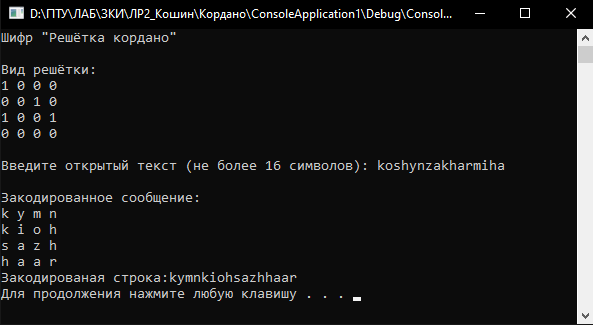 D:\ПТУ\ЛАБ\ЗКИ\ЛР2_Кошин\Кордано\ConsoleApplication1\Debug\Consol...
Шифр "Решётка кордано"
Вид решётки:
1 0 0 0
0 0 1 0
1 0 0 1
0 0 0 0
Введите открытый текст (не более 16 символов): koshynzakharmiha
Закодированное сообщение:
k y m n
k i o h
s a z h
h a a r
Закодированая строка:kymnkiohsazhhaar
Для продолжения нажмите любую клавишу . . .